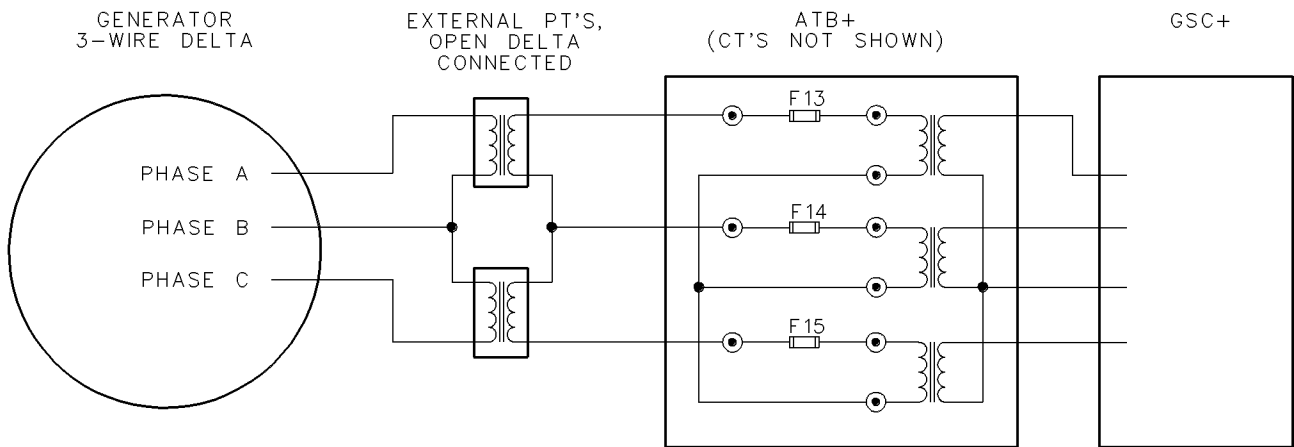 GENERATOR
3-WIRE DELTA
EXTERNAL PT'S,
OPEN DELTA
CONNECTED
ATB+
(CT'S NOT SHOWN)
GSC+
F13
PHASE A
F14
PHASE B
PHASE C
F15